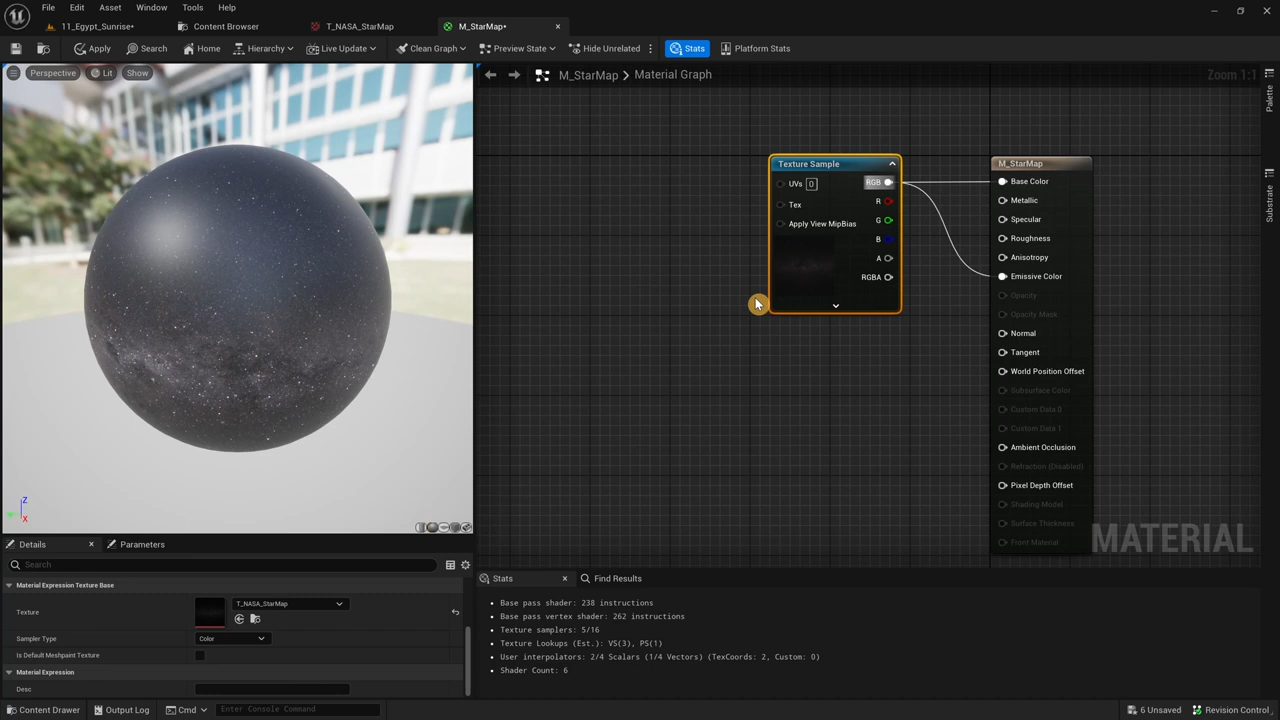 File Edit Asset Window Tools Help
11_Egypt_Sunrise* Content Browser T_NASA_StarMap M_StarMap*
Apply Search Home Hierarchy Live Update Clean Graph Preview State Hide Unrelated Stats Platform Stats
Perspective Lit Show
M_StarMap > Material Graph Zoom 1:1
Palette
Substrate
Texture Sample
UVs 0 RGB
R
Tex
G
Apply View MipBias
B
A
RGBA
M_StarMap
Base Color
Metallic
Specular
Roughness
Anisotropy
Emissive Color
Opacity
Opacity Mask
Normal
Tangent
World Position Offset
Subsurface Color
Custom Data 0
Custom Data 1
Ambient Occlusion
Refraction (Disabled)
Pixel Depth Offset
Shading Model
Surface Thickness
Front Material
MATERIAL
Z
X
Details Parameters
Search
Material Expression Texture Base
Texture T_NASA_StarMap
Sampler Type Color
Is Default Meshpaint Texture
Material Expression
Desc
Stats Find Results
• Base pass shader: 238 instructions
• Base pass vertex shader: 262 instructions
• Texture samplers: 5/16
• Texture Lookups (Est.): VS(3), PS(1)
• User interpolators: 2/4 Scalars (1/4 Vectors) (TexCoords: 2, Custom: 0)
• Shader Count: 6
Content Drawer Output Log Cmd Enter Console Command 6 Unsaved Revision Control